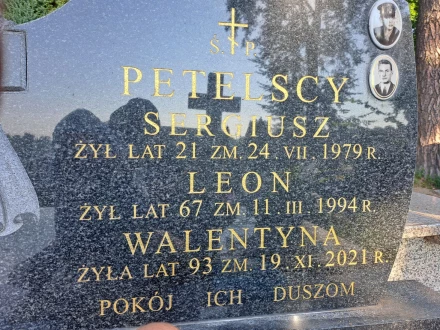 Ś P
PETELSCY
SERGIUSZ
ŻYŁ LAT 21 ZM. 24. VII. 1979 R.
LEON
ŻYŁ LAT 67 ZM. 11. III. 1994 R.
WALENTYNA
ŻYŁA LAT 93 ZM. 19. XI. 2021 R.
POKÓJ ICH DUSZOM